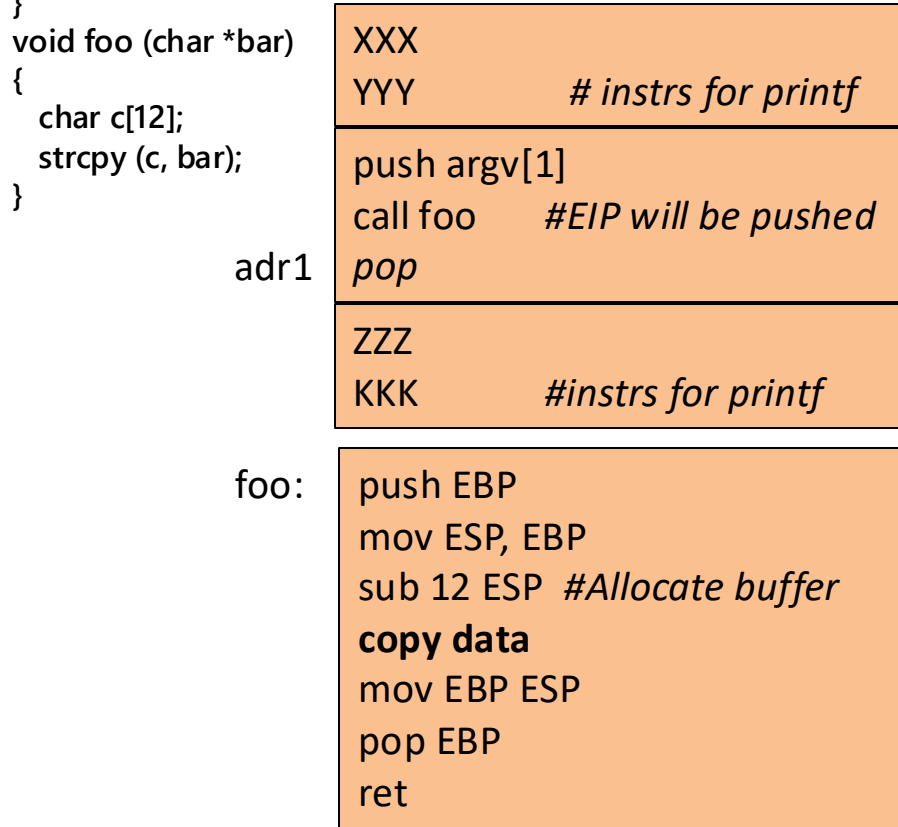 }
void foo (char *bar)
{
char c[12];
strcpy (c, bar);
}
XXX
YYY # instrs for printf
push argv[1]
call foo #EIP will be pushed
adr1 pop
ZZZ
KKK #instrs for printf
foo: push EBP
mov ESP, EBP
sub 12 ESP #Allocate buffer
copy data
mov EBP ESP
pop EBP
ret